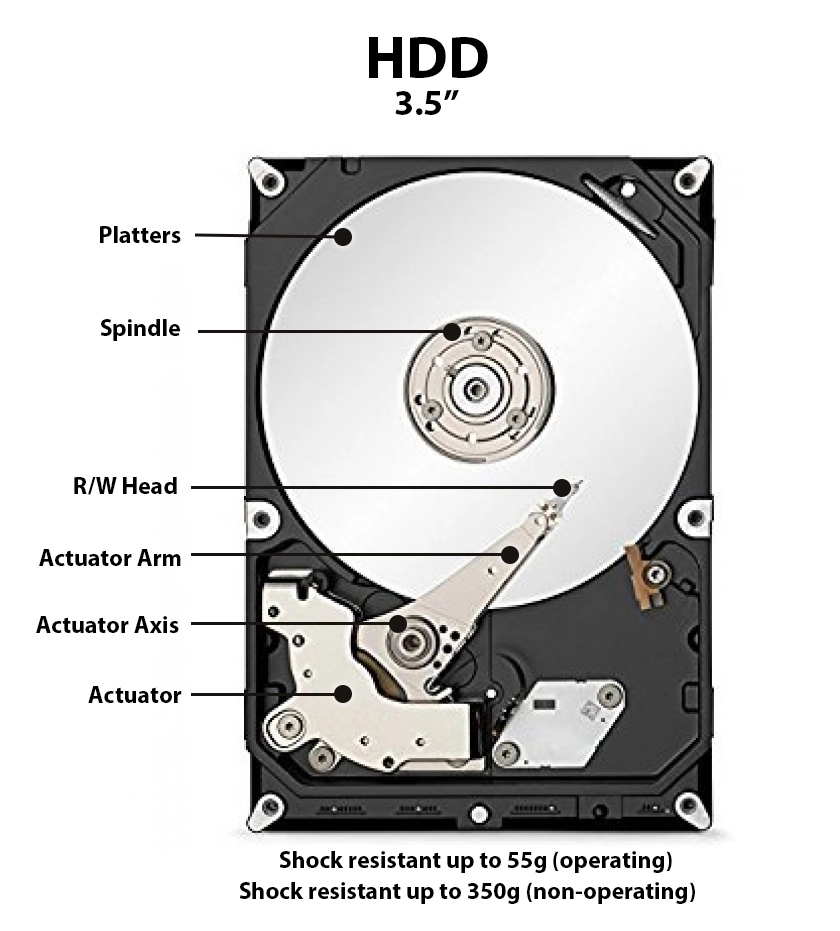 HDD
3.5”
Platters
Spindle
R/W Head
Actuator Arm
Actuator Axis
Actuator
Shock resistant up to 55g (operating)
Shock resistant up to 350g (non-operating)